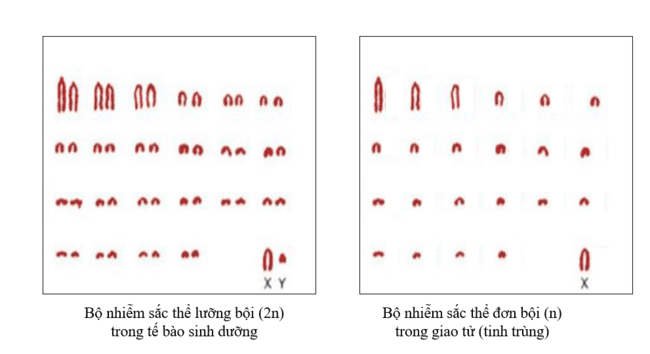 X Y
X
Bộ nhiễm sắc thể lưỡng bội (2n)
trong tế bào sinh dưỡng
Bộ nhiễm sắc thể đơn bội (n)
trong giao tử (tinh trùng)